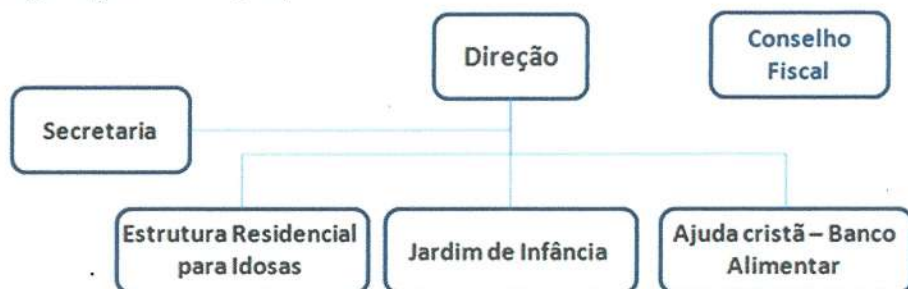 Direção
Conselho
Fiscal
Secretaria
Estrutura Residencial
para Idosas
Jardim de Infância
Ajuda cristã – Banco
Alimentar